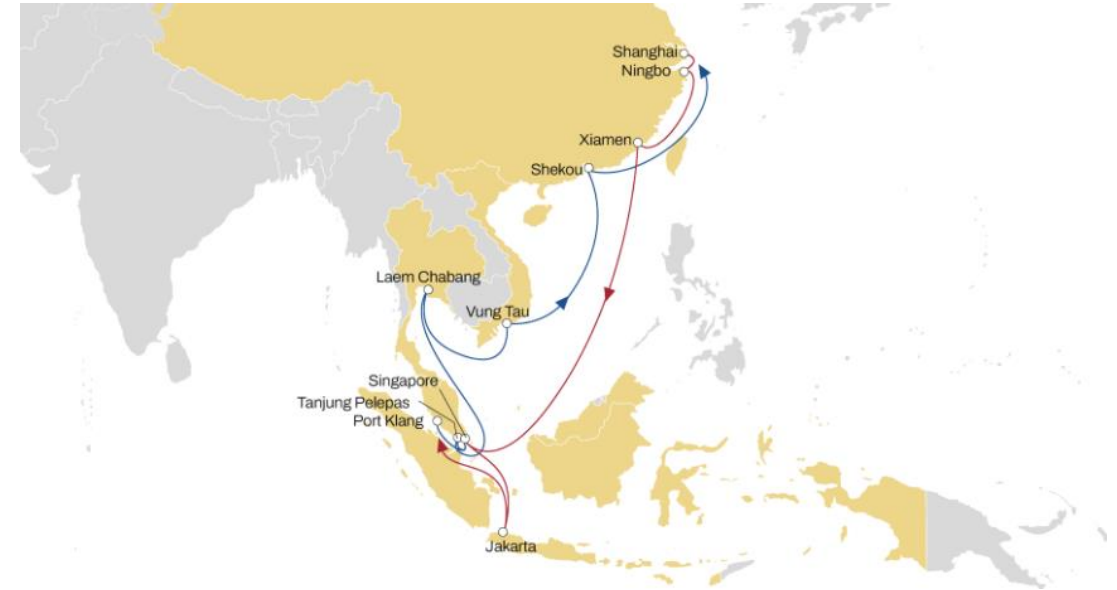 Shanghai
Ningbo
Xiamen
Shekou
Laem Chabang
Vung Tau
Singapore
Tanjung Pelepas
Port Klang
Jakarta